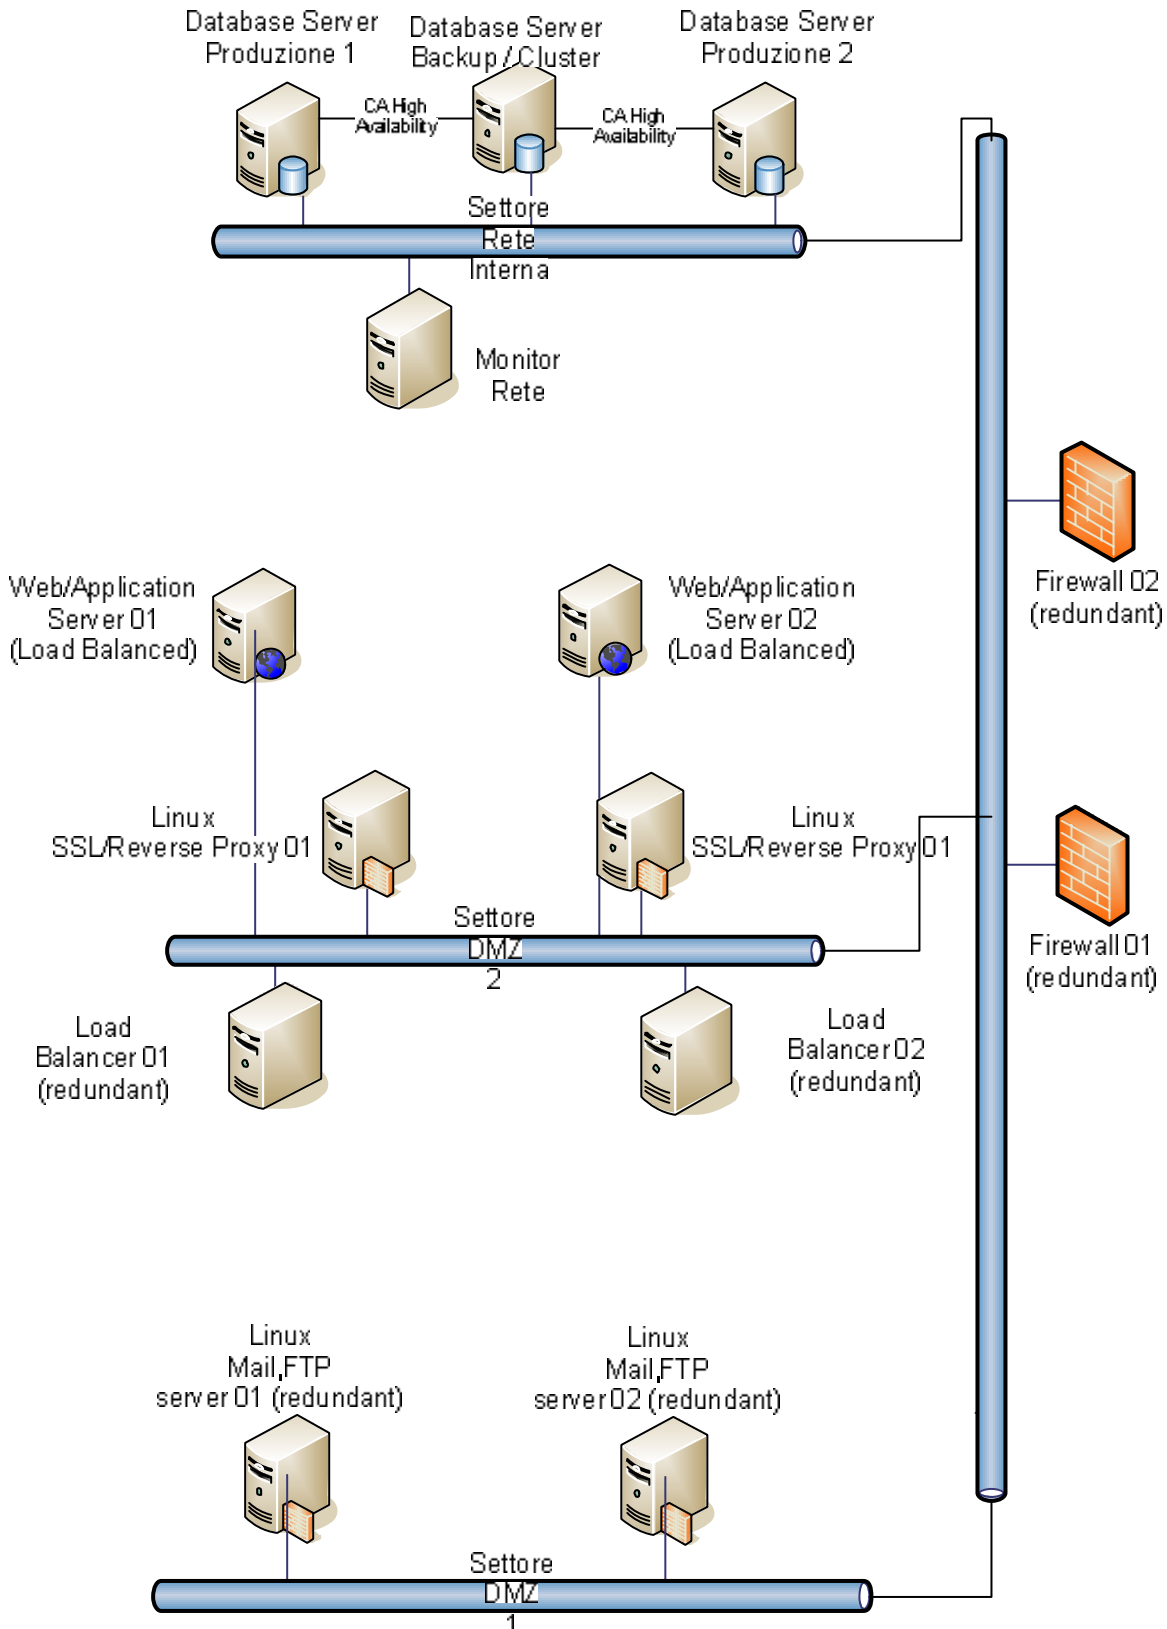 Database Server
Produzione 1
Database Server
Backup / Cluster
Database Server
Produzione 2
CA High
Availability
CA High
Availability
Settore
Rete
Interna
Monitor
Rete
Firewall 02
(redundant)
Web/Application
Server 01
(Load Balanced)
Web/Application
Server 02
(Load Balanced)
Linux
SSL/Reverse Proxy 01
Linux
SSL/Reverse Proxy 01
Settore
DMZ
2
Firewall 01
(redundant)
Load
Balancer 01
(redundant)
Load
Balancer 02
(redundant)
Linux
Mail,FTP
server 01 (redundant)
Linux
Mail,FTP
server 02 (redundant)
Settore
DMZ
1